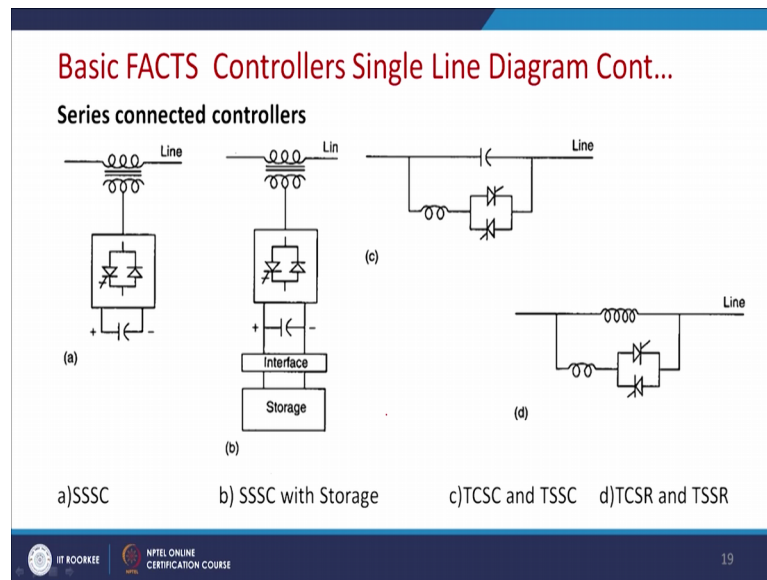 Basic FACTS Controllers Single Line Diagram Cont...
Series connected controllers
Line
Lin
Line
(c)
Line
+ -
+ -
(a)
Interface
Storage
(d)
(b)
a)SSSC b) SSSC with Storage c)TCSC and TSSC d)TCSR and TSSR
IIT ROORKEE
NPTEL ONLINE
CERTIFICATION COURSE
NPTEL
19